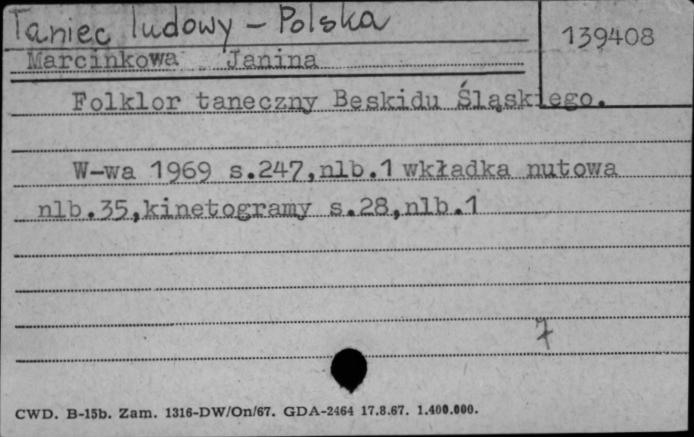 Taniec ludowy - Polska
139408
Marcinkowa Janina
Folklor taneczny Beskidu Śląskiego.
W-wa 1969 s.247,nlb.1 wkładka nutowa
nlb.35,kinetogramy s.28,nlb.1
7
CWD. B-15b. Zam. 1316-DW/On/67. GDA-2464 17.8.67. 1.400.000.